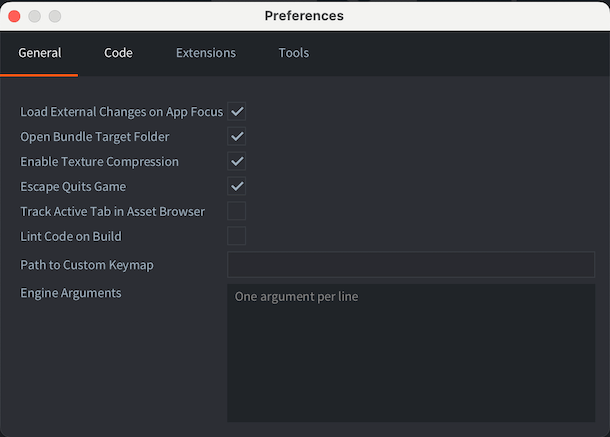 Preferences
General Code Extensions Tools
Load External Changes on App Focus
Open Bundle Target Folder
Enable Texture Compression
Escape Quits Game
Track Active Tab in Asset Browser
Lint Code on Build
Path to Custom Keymap
Engine Arguments
One argument per line